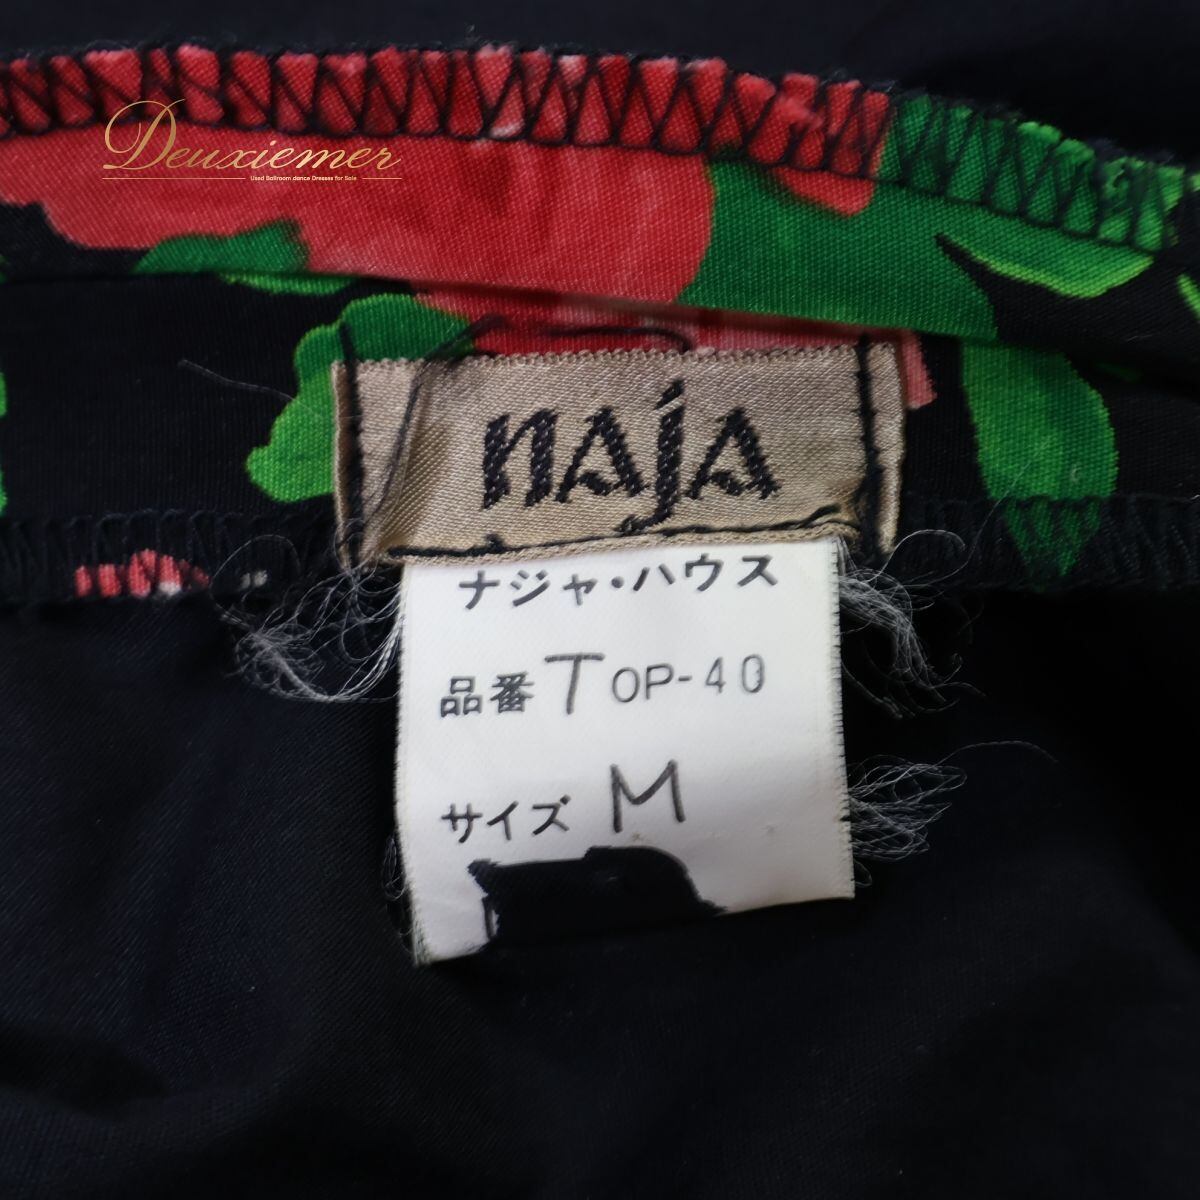 Deuxiemer
Used Ballroom dance Dresses for Sale
naja
ナジャ・ハウス
品番 TOP-40
サイズ M